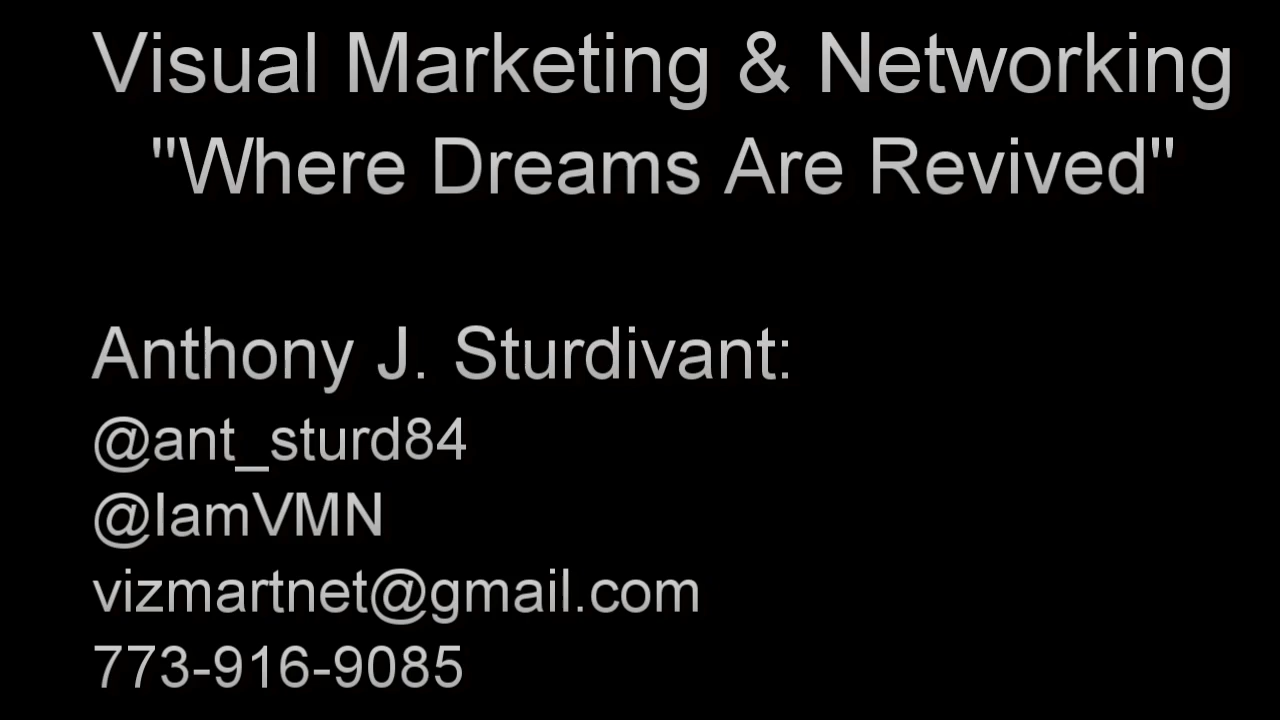 Visual Marketing & Networking
"Where Dreams Are Revived"
Anthony J. Sturdivant:
@ant_sturd84
@IamVMN
vizmartnet@gmail.com
773-916-9085